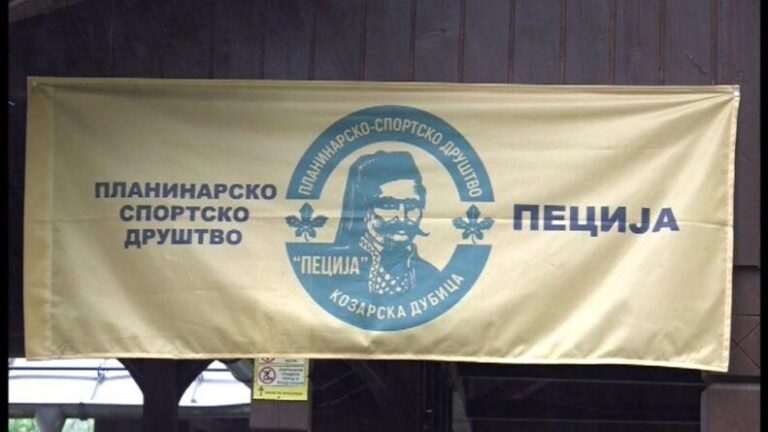 ПЛАНИНАРСКО
СПОРТСКО
ДРУШТВО
ПЛАНИНАРСКО-СПОРТСКО ДРУШТВО
"ПЕЦИЈА"
КОЗАРСКА ДУБИЦА
ПЕЦИЈА